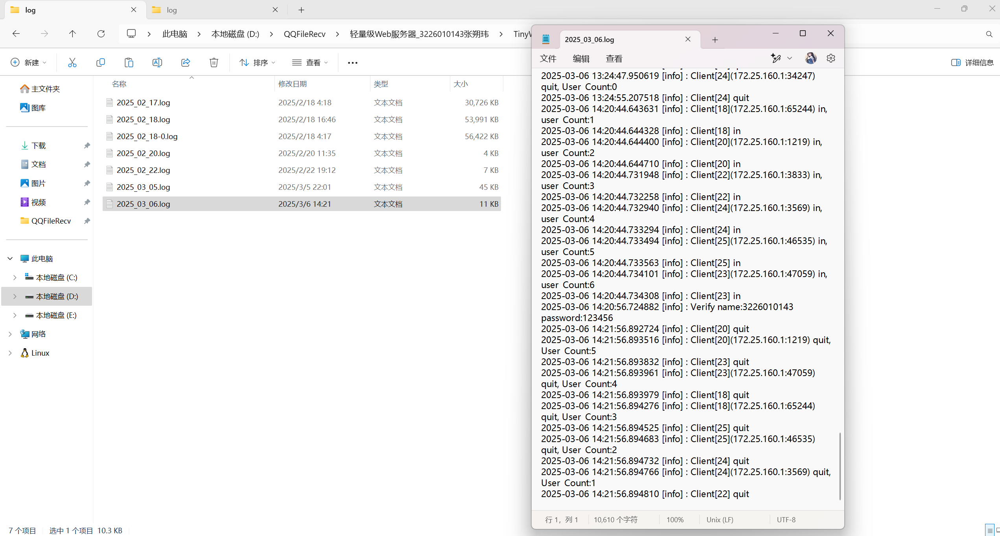 log
log
此电脑
本地磁盘 (D:)
QQFileRecv
轻量级Web服务器_3226010143张朔玮
TinyW
新建
排序
查看
详细信息
主文件夹
图库
下载
文档
图片
视频
QQFileRecv
此电脑
本地磁盘 (C:)
本地磁盘 (D:)
本地磁盘 (E:)
网络
Linux
名称 修改日期 类型 大小
2025_02_17.log 2025/2/18 4:18 文本文档 30,726 KB
2025_02_18.log 2025/2/18 16:46 文本文档 53,991 KB
2025_02_18-0.log 2025/2/18 4:17 文本文档 56,422 KB
2025_02_20.log 2025/2/20 11:35 文本文档 4 KB
2025_02_22.log 2025/2/22 19:12 文本文档 7 KB
2025_03_05.log 2025/3/5 22:01 文本文档 45 KB
2025_03_06.log 2025/3/6 14:21 文本文档 11 KB
7 个项目 选中 1 个项目 10.3 KB
2025_03_06.log
文件 编辑 查看
2025-03-06 13:24:47.950619 [info] : Client[24](172.25.160.1:34247)
quit, User Count:0
2025-03-06 13:24:55.207518 [info] : Client[24] quit
2025-03-06 14:20:44.643631 [info] : Client[18](172.25.160.1:65244) in,
user Count:1
2025-03-06 14:20:44.644328 [info] : Client[18] in
2025-03-06 14:20:44.644400 [info] : Client[20](172.25.160.1:1219) in,
user Count:2
2025-03-06 14:20:44.644710 [info] : Client[20] in
2025-03-06 14:20:44.731948 [info] : Client[22](172.25.160.1:3833) in,
user Count:3
2025-03-06 14:20:44.732258 [info] : Client[22] in
2025-03-06 14:20:44.732940 [info] : Client[24](172.25.160.1:3569) in,
user Count:4
2025-03-06 14:20:44.733294 [info] : Client[24] in
2025-03-06 14:20:44.733494 [info] : Client[25](172.25.160.1:46535) in,
user Count:5
2025-03-06 14:20:44.733563 [info] : Client[25] in
2025-03-06 14:20:44.734101 [info] : Client[23](172.25.160.1:47059) in,
user Count:6
2025-03-06 14:20:44.734308 [info] : Client[23] in
2025-03-06 14:20:56.724882 [info] : Verify name:3226010143
password:123456
2025-03-06 14:21:56.892724 [info] : Client[20] quit
2025-03-06 14:21:56.893516 [info] : Client[20](172.25.160.1:1219) quit,
User Count:5
2025-03-06 14:21:56.893832 [info] : Client[23] quit
2025-03-06 14:21:56.893961 [info] : Client[23](172.25.160.1:47059)
quit, User Count:4
2025-03-06 14:21:56.893979 [info] : Client[18] quit
2025-03-06 14:21:56.894276 [info] : Client[18](172.25.160.1:65244)
quit, User Count:3
2025-03-06 14:21:56.894525 [info] : Client[25] quit
2025-03-06 14:21:56.894683 [info] : Client[25](172.25.160.1:46535)
quit, User Count:2
2025-03-06 14:21:56.894732 [info] : Client[24] quit
2025-03-06 14:21:56.894766 [info] : Client[24](172.25.160.1:3569) quit,
User Count:1
2025-03-06 14:21:56.894810 [info] : Client[22] quit
行 1，列 1 10,610 个字符 100% Unix (LF) UTF-8